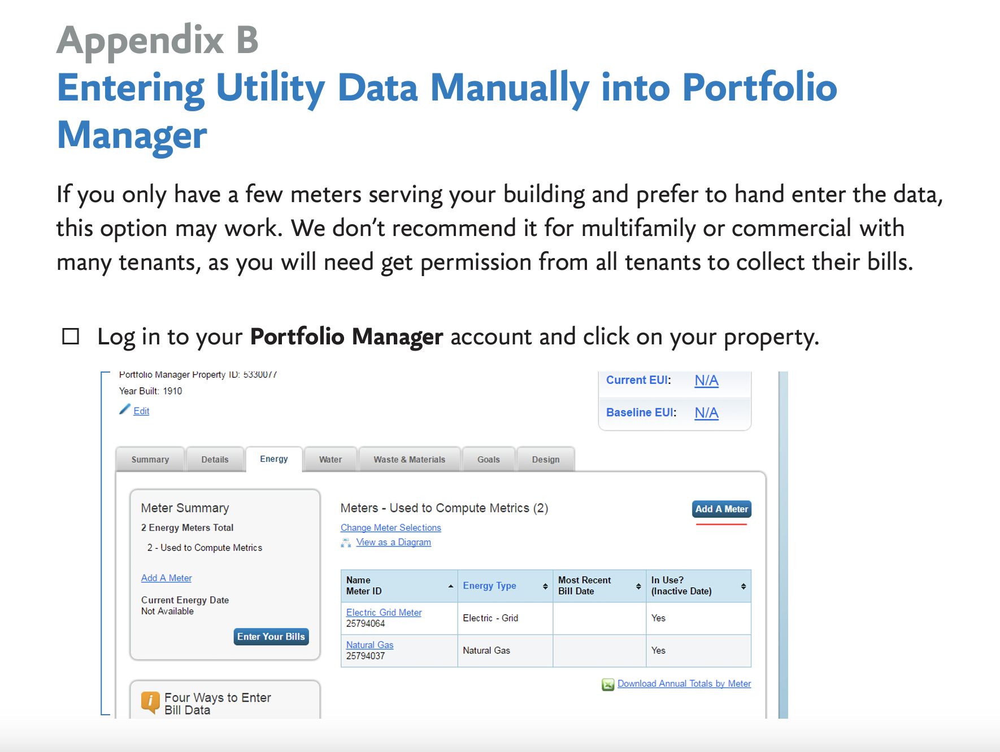 Appendix B
Entering Utility Data Manually into Portfolio
Manager
If you only have a few meters serving your building and prefer to hand enter the data,
this option may work. We don’t recommend it for multifamily or commercial with
many tenants, as you will need get permission from all tenants to collect their bills.
☐ Log in to your Portfolio Manager account and click on your property.
Portfolio Manager Property ID: 5330077
Year Built: 1910
Edit
Current EUI: N/A
Baseline EUI: N/A
Summary Details Energy Water Waste & Materials Goals Design
Meter Summary
2 Energy Meters Total
2 - Used to Compute Metrics
Add A Meter
Current Energy Date
Not Available
Enter Your Bills
Four Ways to Enter
Bill Data
Meters - Used to Compute Metrics (2)
Add A Meter
Change Meter Selections
View as a Diagram
Name
Meter ID
Energy Type
Most Recent
Bill Date
In Use?
(Inactive Date)
Electric Grid Meter
25794064
Electric - Grid
Yes
Natural Gas
25794037
Natural Gas
Yes
Download Annual Totals by Meter